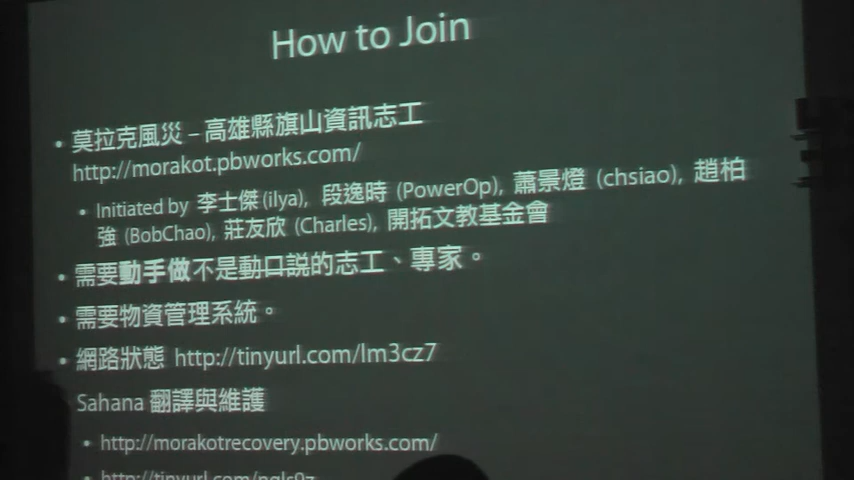 How to Join
• 莫拉克風災 – 高雄縣旗山資訊志工
http://morakot.pbworks.com/
• Initiated by 李士傑 (ilya), 段逸時 (PowerOp), 蕭景燈 (chsiao), 趙柏
強 (BobChao), 莊友欣 (Charles), 開拓文教基金會
• 需要動手做不是動口說的志工、專家。
• 需要物資管理系統。
• 網路狀態 http://tinyurl.com/lm3cz7
Sahana 翻譯與維護
• http://morakotrecovery.pbworks.com/
• http://tinyurl.com/